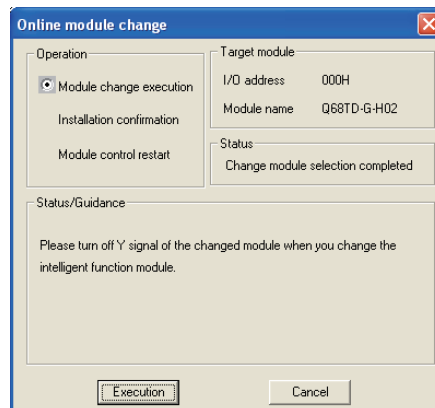 Online module change
Operation
Module change execution
Installation confirmation
Module control restart
Target module
I/O address 000H
Module name Q68TD-G-H02
Status
Change module selection completed
Status/Guidance
Please turn off Y signal of the changed module when you change the
intelligent function module.
Execution Cancel